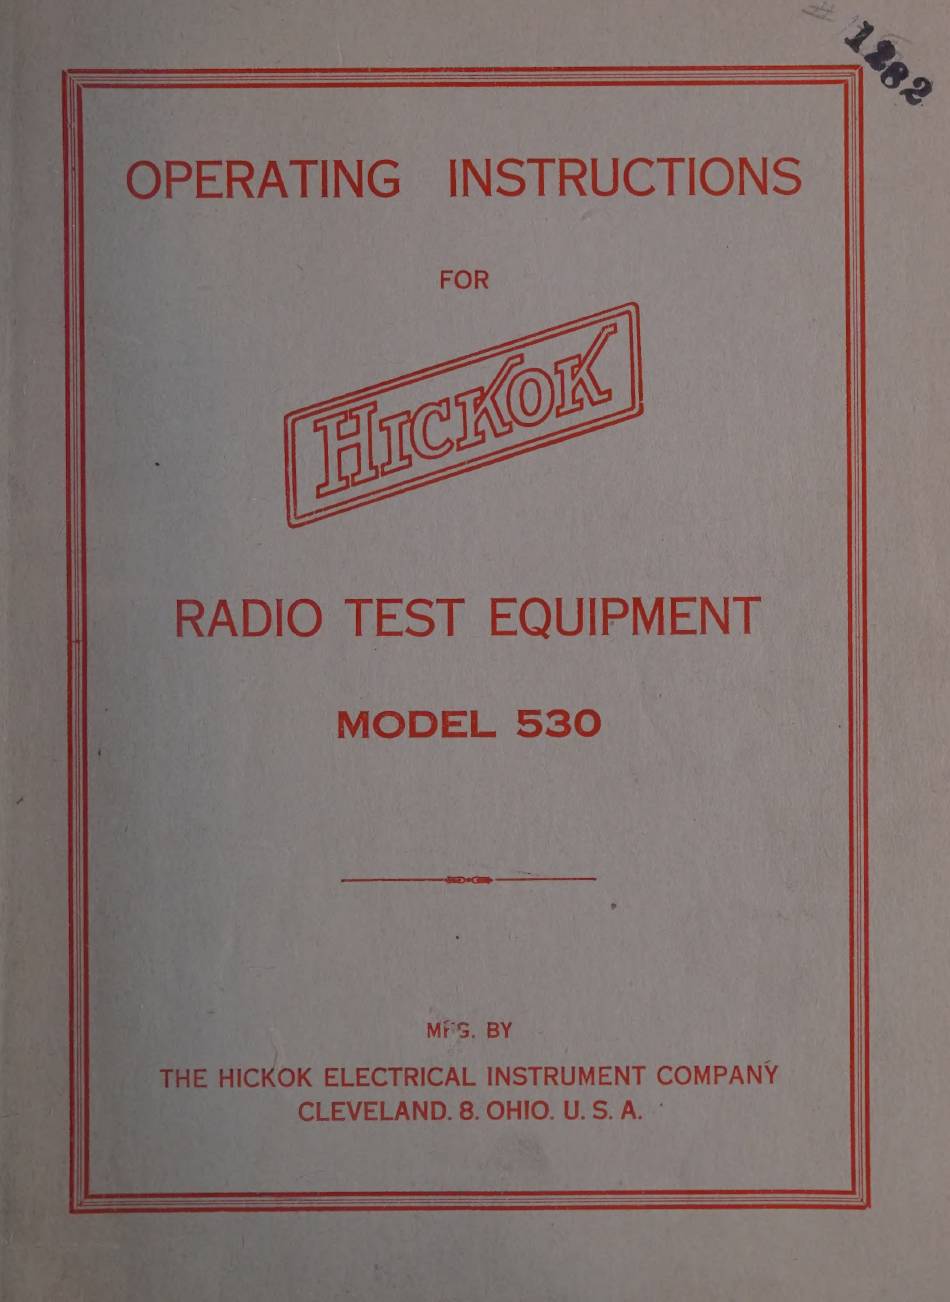 # 1282
OPERATING INSTRUCTIONS
FOR
HICKOK
RADIO TEST EQUIPMENT
MODEL 530
MFG. BY
THE HICKOK ELECTRICAL INSTRUMENT COMPANY
CLEVELAND. 8. OHIO. U. S. A.